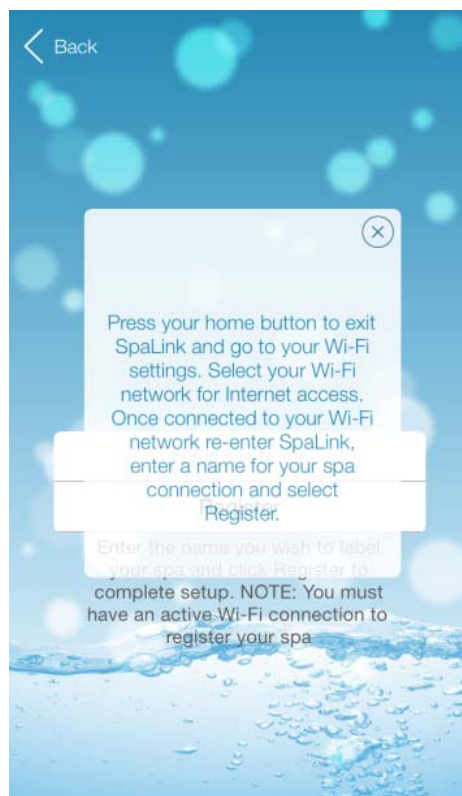 Back
Press your home button to exit
SpaLink and go to your Wi-Fi
settings. Select your Wi-Fi
network for Internet access.
Once connected to your Wi-Fi
network re-enter SpaLink,
enter a name for your spa
connection and select
Register.
Register
Enter the name you wish to label
your spa and click Register to
complete setup. NOTE: You must
have an active Wi-Fi connection to
register your spa